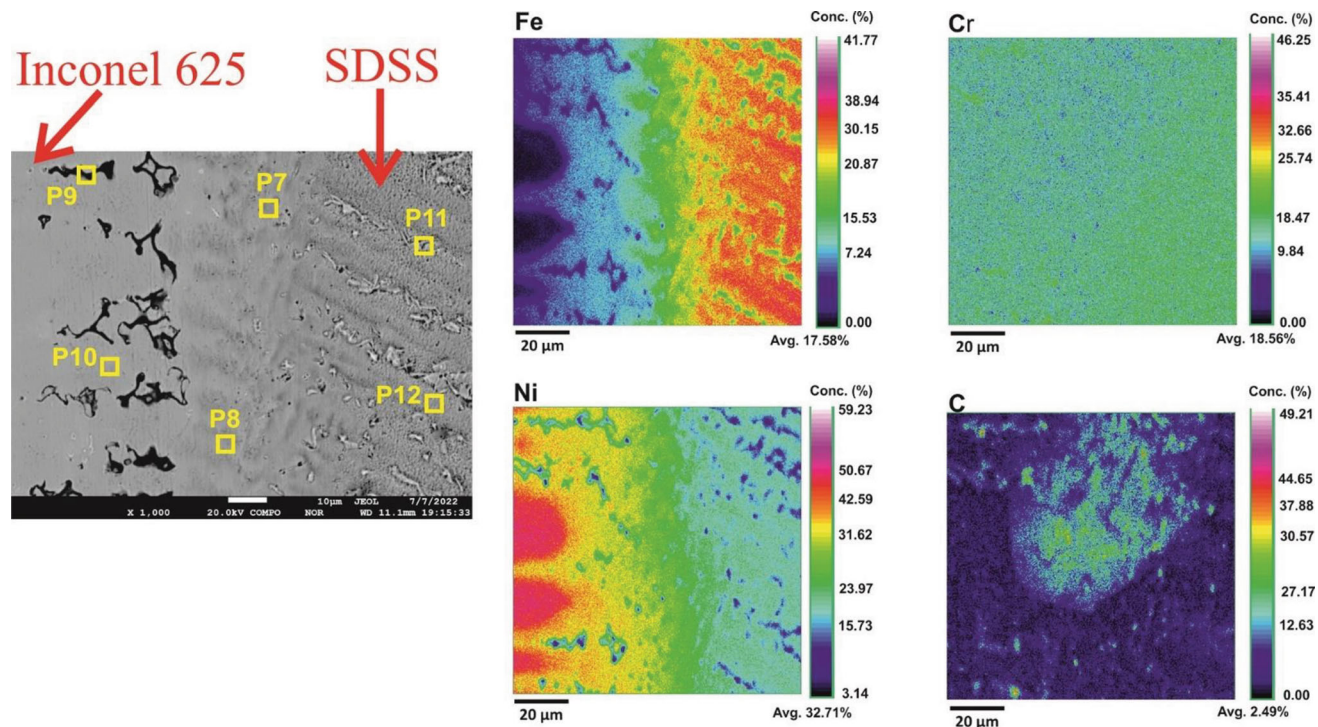 Inconel 625
SDSS
P9
P7
P11
P10
P12
P8
10μm JEOL 7/7/2022
X 1,000 20.0kV COMPO NOR WD 11.1mm 19:15:33
Fe
Conc. (%)
41.77
38.94
30.15
20.87
15.53
7.24
0.00
20 μm
Avg. 17.58%
Cr
Conc. (%)
46.25
35.41
32.66
25.74
18.47
9.84
0.00
20 μm
Avg. 18.56%
Ni
Conc. (%)
59.23
50.67
42.59
31.62
23.97
15.73
3.14
20 μm
Avg. 32.71%
C
Conc. (%)
49.21
44.65
37.88
30.57
27.17
12.63
0.00
20 μm
Avg. 2.49%